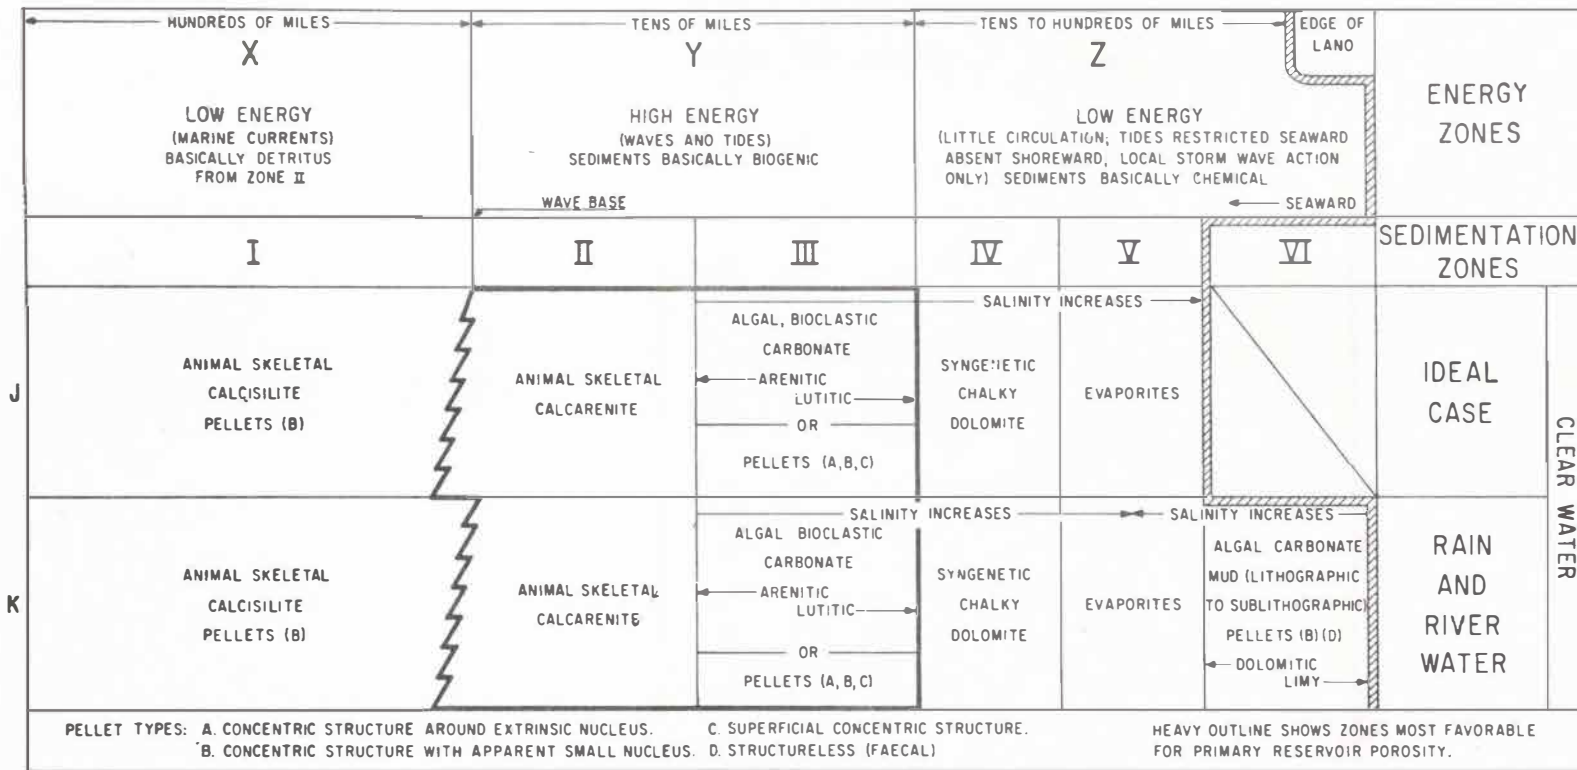 HUNDREDS OF MILES
X
LOW ENERGY
(MARINE CURRENTS)
BASICALLY DETRITUS
FROM ZONE II
TENS OF MILES
Y
HIGH ENERGY
(WAVES AND TIDES)
SEDIMENTS BASICALLY BIOGENIC
WAVE BASE
TENS TO HUNDREDS OF MILES
Z
LOW ENERGY
(LITTLE CIRCULATION; TIDES RESTRICTED SEAWARD
ABSENT SHOREWARD, LOCAL STORM WAVE ACTION
ONLY) SEDIMENTS BASICALLY CHEMICAL
SEAWARD
EDGE OF
LANO
ENERGY
ZONES
I
II
III
IV
V
VI
SEDIMENTATION
ZONES
J
ANIMAL SKELETAL
CALCISILITE
PELLETS (B)
ANIMAL SKELETAL
CALCARENITE
SALINITY INCREASES
ALGAL, BIOCLASTIC
CARBONATE
ARENITIC
LUTITIC
OR
PELLETS (A,B,C)
SYNGENETIC
CHALKY
DOLOMITE
EVAPORITES
IDEAL
CASE
CLEAR WATER
K
ANIMAL SKELETAL
CALCISILITE
PELLETS (B)
ANIMAL SKELETAL
CALCARENITE
SALINITY INCREASES
ALGAL BIOCLASTIC
CARBONATE
ARENITIC
LUTITIC
OR
PELLETS (A,B,C)
SYNGENETIC
CHALKY
DOLOMITE
EVAPORITES
SALINITY INCREASES
ALGAL CARBONATE
MUD (LITHOGRAPHIC
TO SUBLITHOGRAPHIC)
PELLETS (B)(D)
DOLOMITIC
LIMY
RAIN
AND
RIVER
WATER
PELLET TYPES: A. CONCENTRIC STRUCTURE AROUND EXTRINSIC NUCLEUS. C. SUPERFICIAL CONCENTRIC STRUCTURE.
B. CONCENTRIC STRUCTURE WITH APPARENT SMALL NUCLEUS. D. STRUCTURELESS (FAECAL)
HEAVY OUTLINE SHOWS ZONES MOST FAVORABLE
FOR PRIMARY RESERVOIR POROSITY.